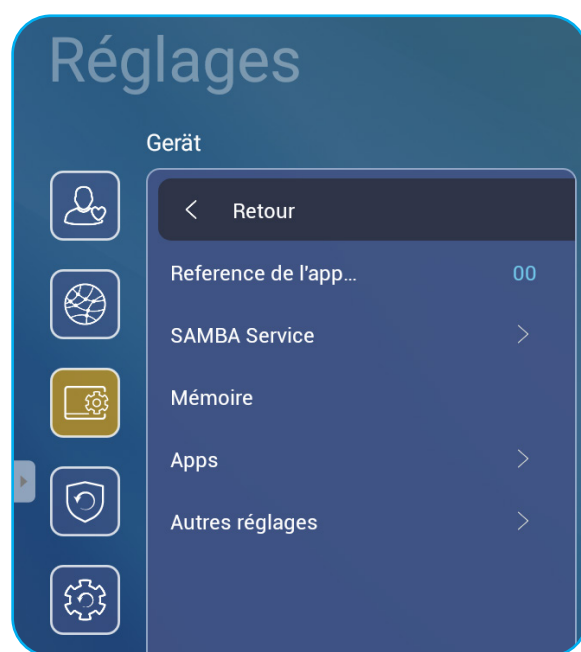 Réglages
Gerät
Retour
Reference de l'app...
00
SAMBA Service
Mémoire
Apps
Autres réglages